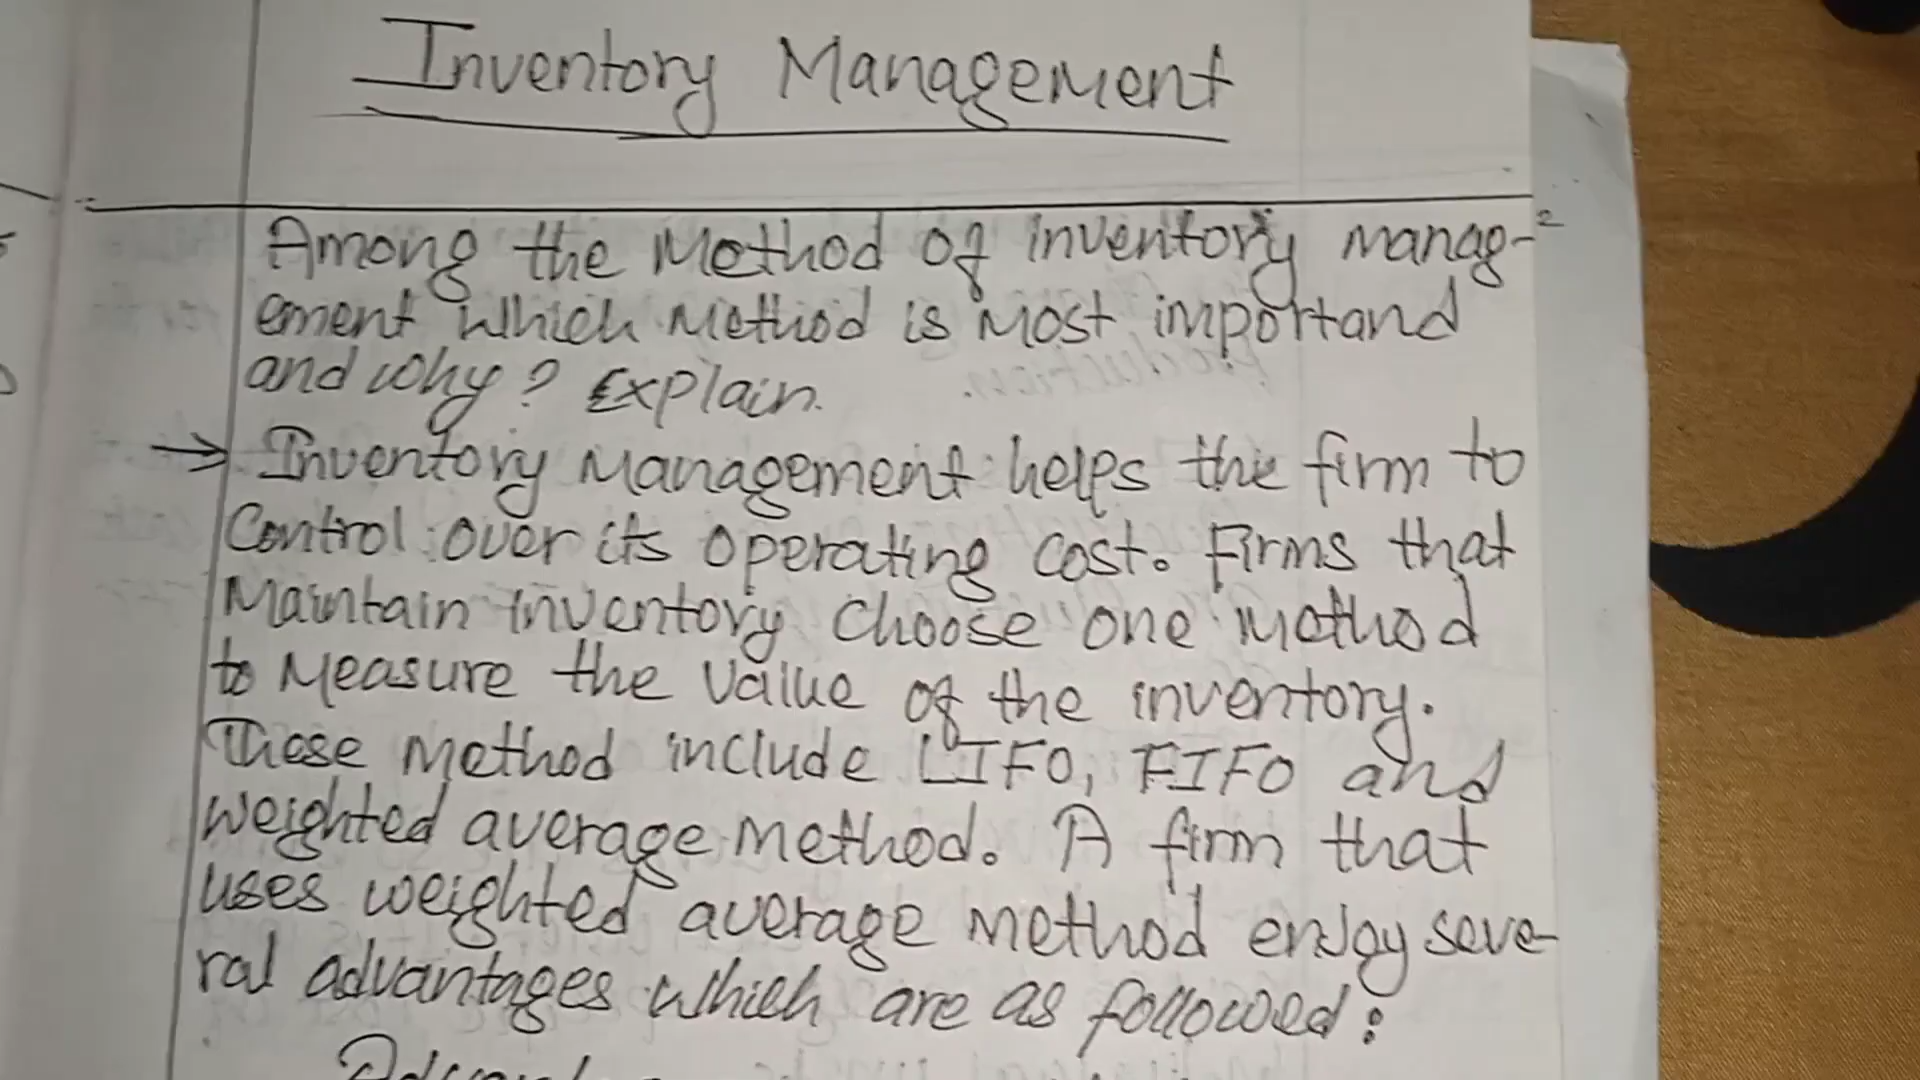 Inventory Management
Among the Method of inventory manag-
ement which Method is Most importand
and why? Explain.
→ Inventory Management helps the firm to
Control over its operating cost. Firms that
Maintain inventory choose one method
to Measure the Value of the inventory.
These Method include LIFO, FIFO and
weighted average Method. A firm that
uses weighted average method enjoy seve-
ral advantages which are as followed: